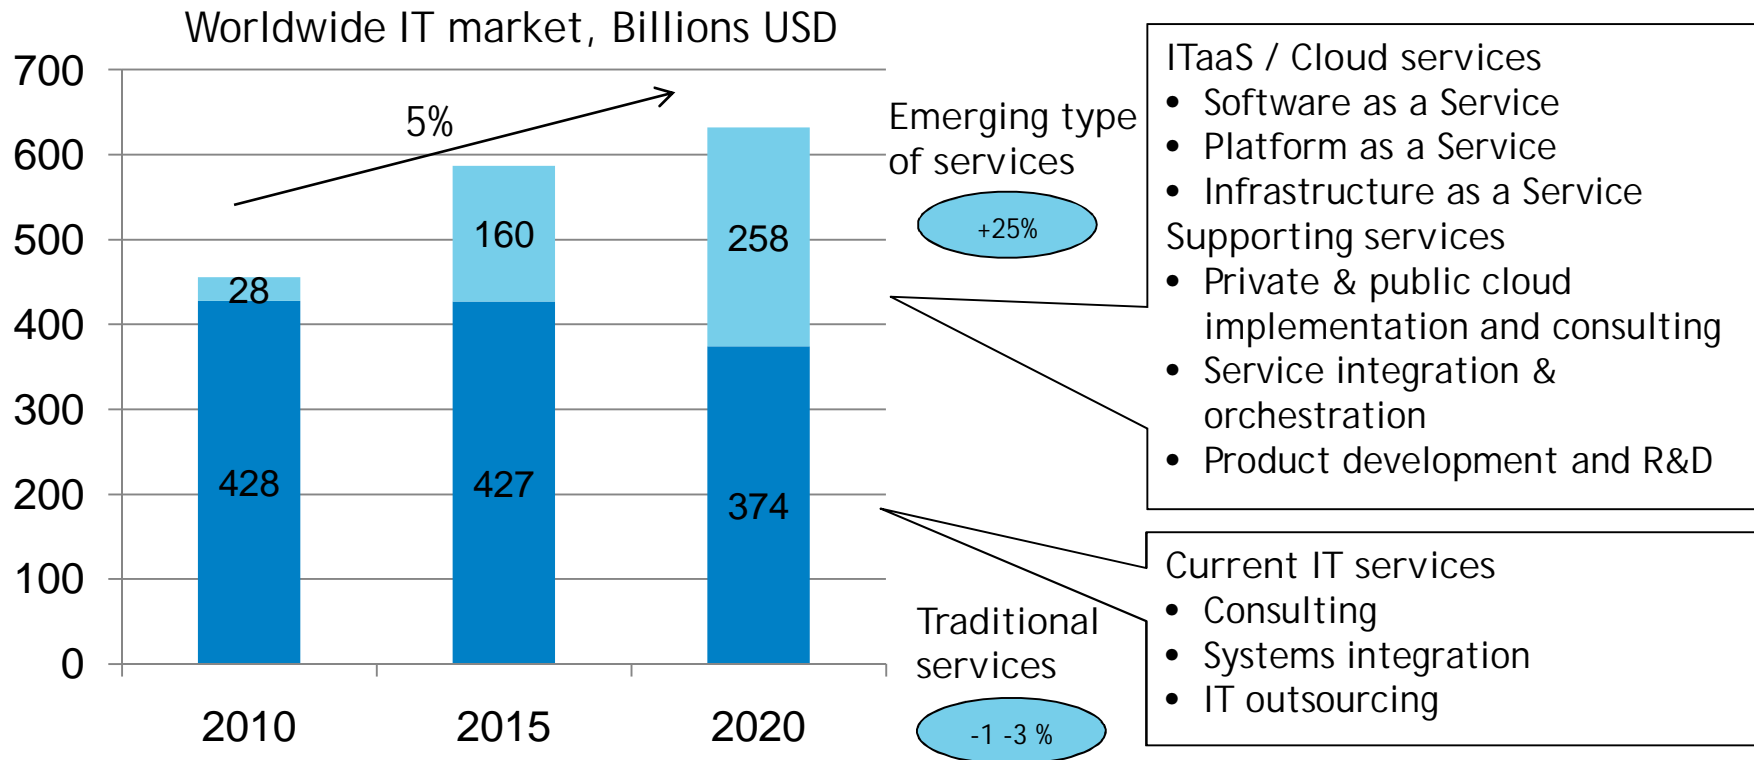 Worldwide IT market, Billions USD
700
600
500
400
300
200
100
0
5%
28
428
160
427
258
374
2010
2015
2020
Emerging type
of services
+25%
Traditional
services
-1 -3 %
ITaaS / Cloud services
• Software as a Service
• Platform as a Service
• Infrastructure as a Service
Supporting services
• Private & public cloud
implementation and consulting
• Service integration &
orchestration
• Product development and R&D
Current IT services
• Consulting
• Systems integration
• IT outsourcing